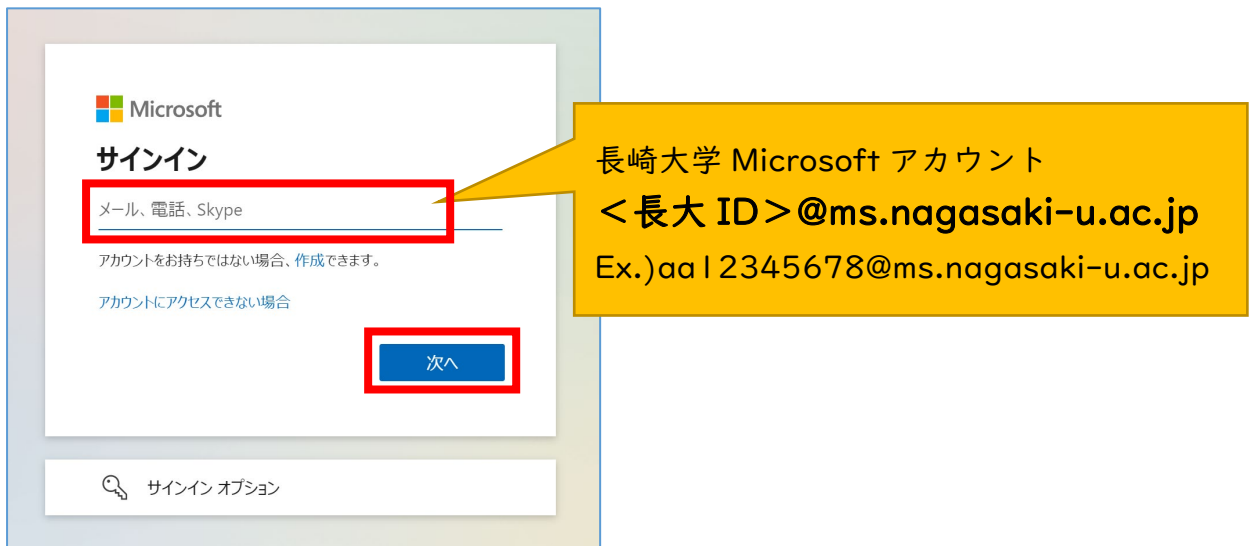 Microsoft
サインイン
メール、電話、Skype
アカウントをお持ちではない場合、作成できます。
アカウントにアクセスできない場合
次へ
サインイン オプション
長崎大学 Microsoft アカウント
＜長大 ID＞@ms.nagasaki-u.ac.jp
Ex.)aa12345678@ms.nagasaki-u.ac.jp